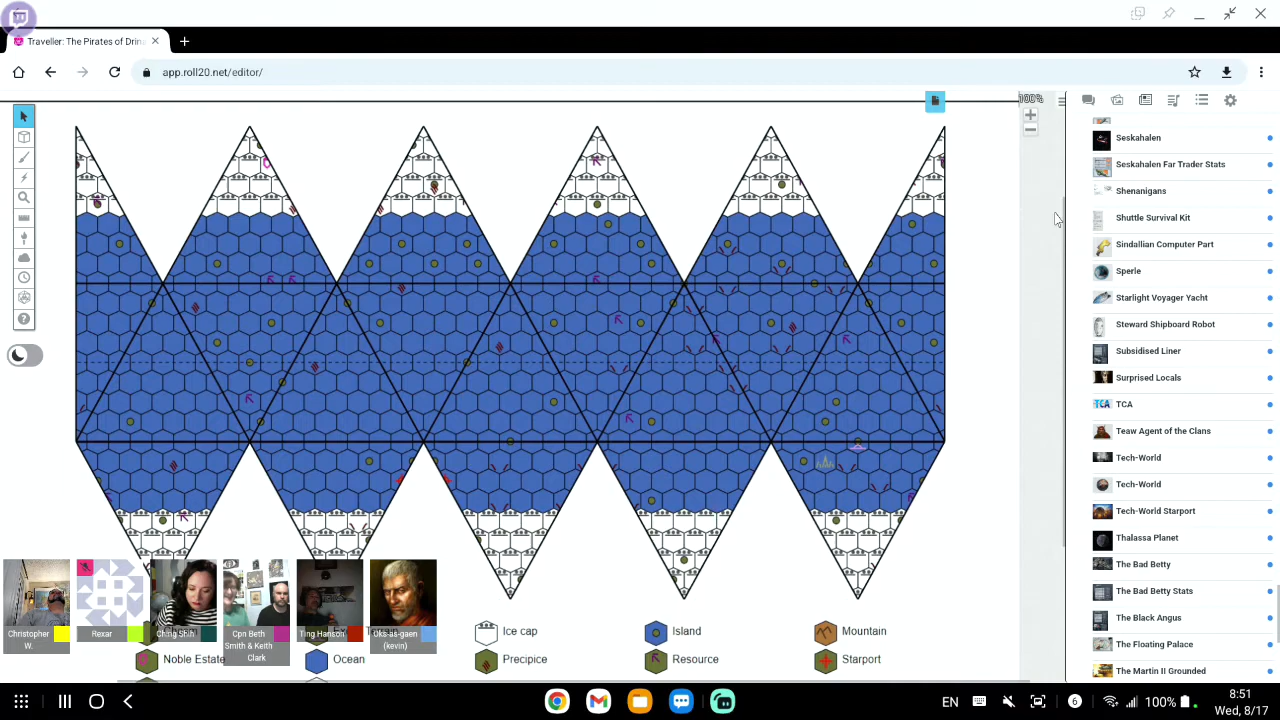 Traveller: The Pirates of Drina
app.roll20.net/editor/
100%
Seskahalen
Seskahalen Far Trader Stats
Shenanigans
Shuttle Survival Kit
Sindallian Computer Part
Sperle
Starlight Voyager Yacht
Steward Shipboard Robot
Subsidised Liner
Surprised Locals
TCA
TCA
Teaw Agent of the Clans
Tech-World
Tech-World
Tech-World Starport
Thalassa Planet
The Bad Betty
The Bad Betty Stats
The Black Angus
The Floating Palace
The Martin II Grounded
Christopher W.
Rexar
Ching Shih
Cpn Beth Smith & Keith Clark
Ting Hanson
Oks-as-gaen (kevin)
Ice cap
Island
Mountain
Noble Estate
Ocean
Precipice
Resource
Starport
EN
6
100%
8:51
Wed, 8/17